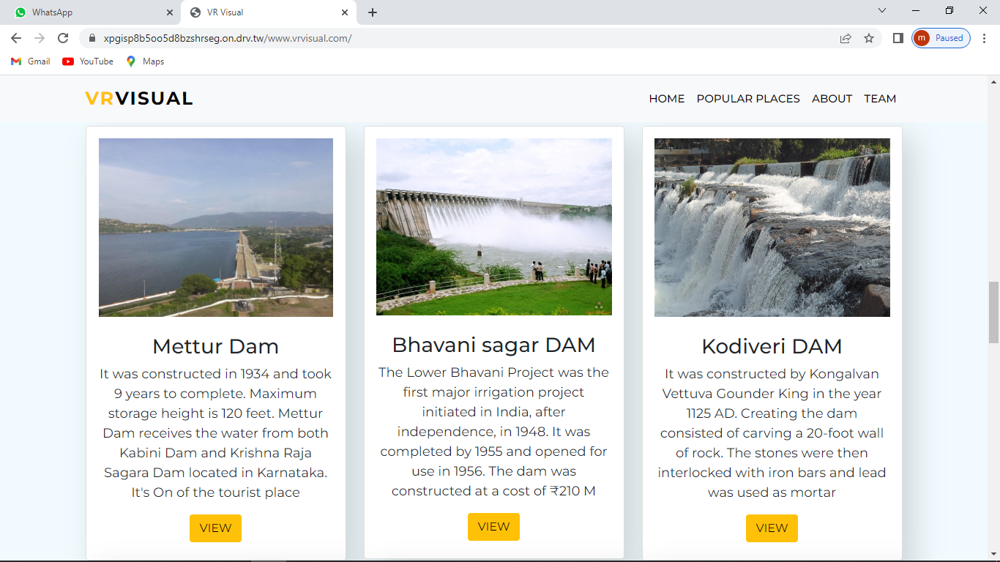 WhatsApp
VR Visual
xpgisp8b5oo5d8bzshrseg.on.drv.tw/www.vrvisual.com/
m
Paused
Gmail
YouTube
Maps
VRVISUAL
HOME
POPULAR PLACES
ABOUT
TEAM
Mettur Dam
It was constructed in 1934 and took
9 years to complete. Maximum
storage height is 120 feet. Mettur
Dam receives the water from both
Kabini Dam and Krishna Raja
Sagara Dam located in Karnataka.
It's On of the tourist place
VIEW
Bhavani sagar DAM
The Lower Bhavani Project was the
first major irrigation project
initiated in India, after
independence, in 1948. It was
completed by 1955 and opened for
use in 1956. The dam was
constructed at a cost of ₹210 M
VIEW
Kodiveri DAM
It was constructed by Kongalvan
Vettuva Gounder King in the year
1125 AD. Creating the dam
consisted of carving a 20-foot wall
of rock. The stones were then
interlocked with iron bars and lead
was used as mortar
VIEW